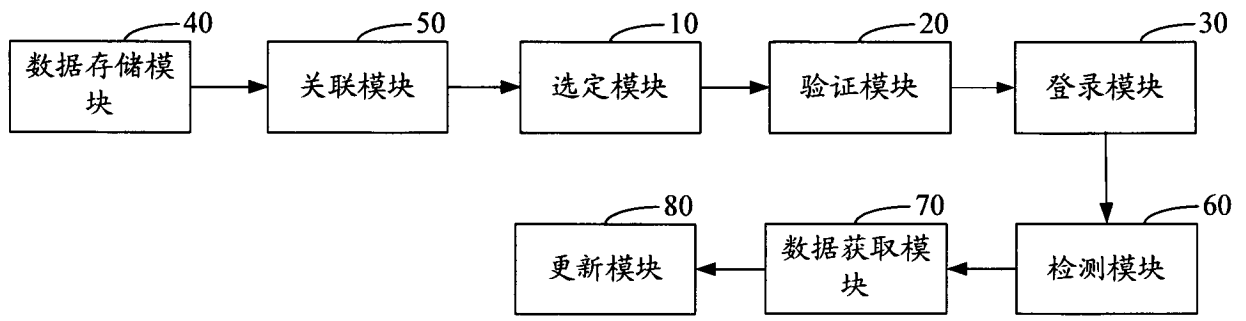 40
50
10
20
30
数据存储模
块
关联模块
选定模块
验证模块
登录模块
80
70
60
更新模块
数据获取模
块
检测模块